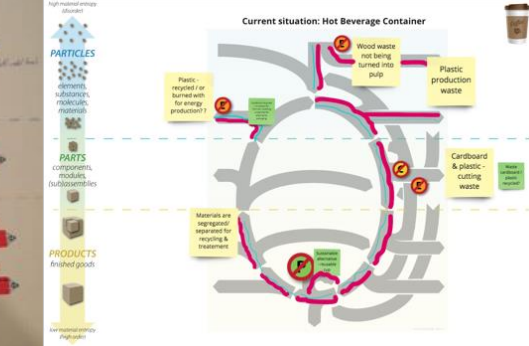 high material entropy
(disorder)
PARTICLES
elements,
substances,
molecules,
materials
PARTS
components,
modules,
(sub)assemblies
PRODUCTS
finished goods
low material entropy
(high order)
Current situation: Hot Beverage Container
Wood waste
not being
turned into
pulp
Plastic
production
waste
Plastic -
recycled / or
burned with
for energy
production? ?
Cardboard
& plastic -
cutting
waste
Waste
cardboard?
plastic
recycled?
Materials are
segregated/
separated for
recycling &
treatement